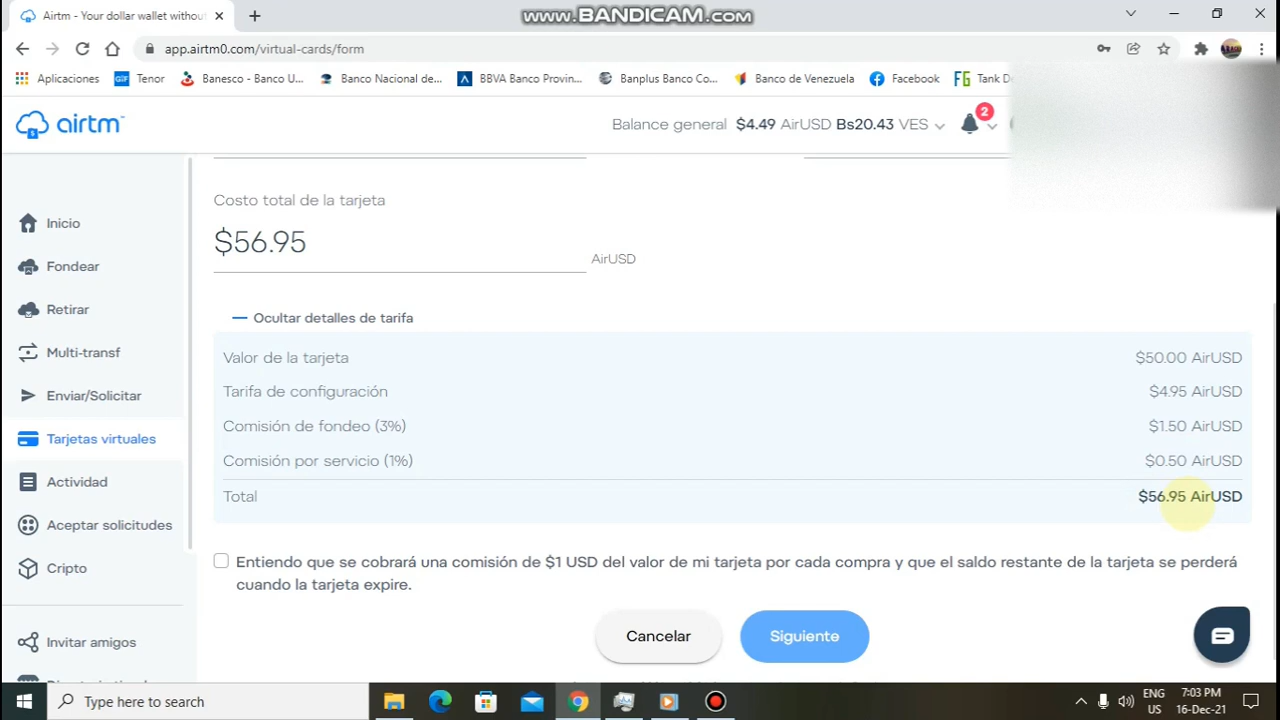 Airtm - Your dollar wallet without
www.BANDICAM.com
app.airtm0.com/virtual-cards/form
Aplicaciones
GIF Tenor
Banesco - Banco U...
Banco Nacional de...
BBVA Banco Provin...
Banplus Banco Co...
Banco de Venezuela
Facebook
FG Tank
airtm
Balance general $4.49 AirUSD Bs20.43 VES
2
Inicio
Fondear
Retirar
Multi-transf
Enviar/Solicitar
Tarjetas virtuales
Actividad
Aceptar solicitudes
Cripto
Invitar amigos
Costo total de la tarjeta
$56.95
AirUSD
Ocultar detalles de tarifa
Valor de la tarjeta $50.00 AirUSD
Tarifa de configuración $4.95 AirUSD
Comisión de fondeo (3%) $1.50 AirUSD
Comisión por servicio (1%) $0.50 AirUSD
Total $56.95 AirUSD
Entiendo que se cobrará una comisión de $1 USD del valor de mi tarjeta por cada compra y que el saldo restante de la tarjeta se perderá
cuando la tarjeta expire.
Cancelar
Siguiente
Type here to search
ENG
US
7:03 PM
16-Dec-21